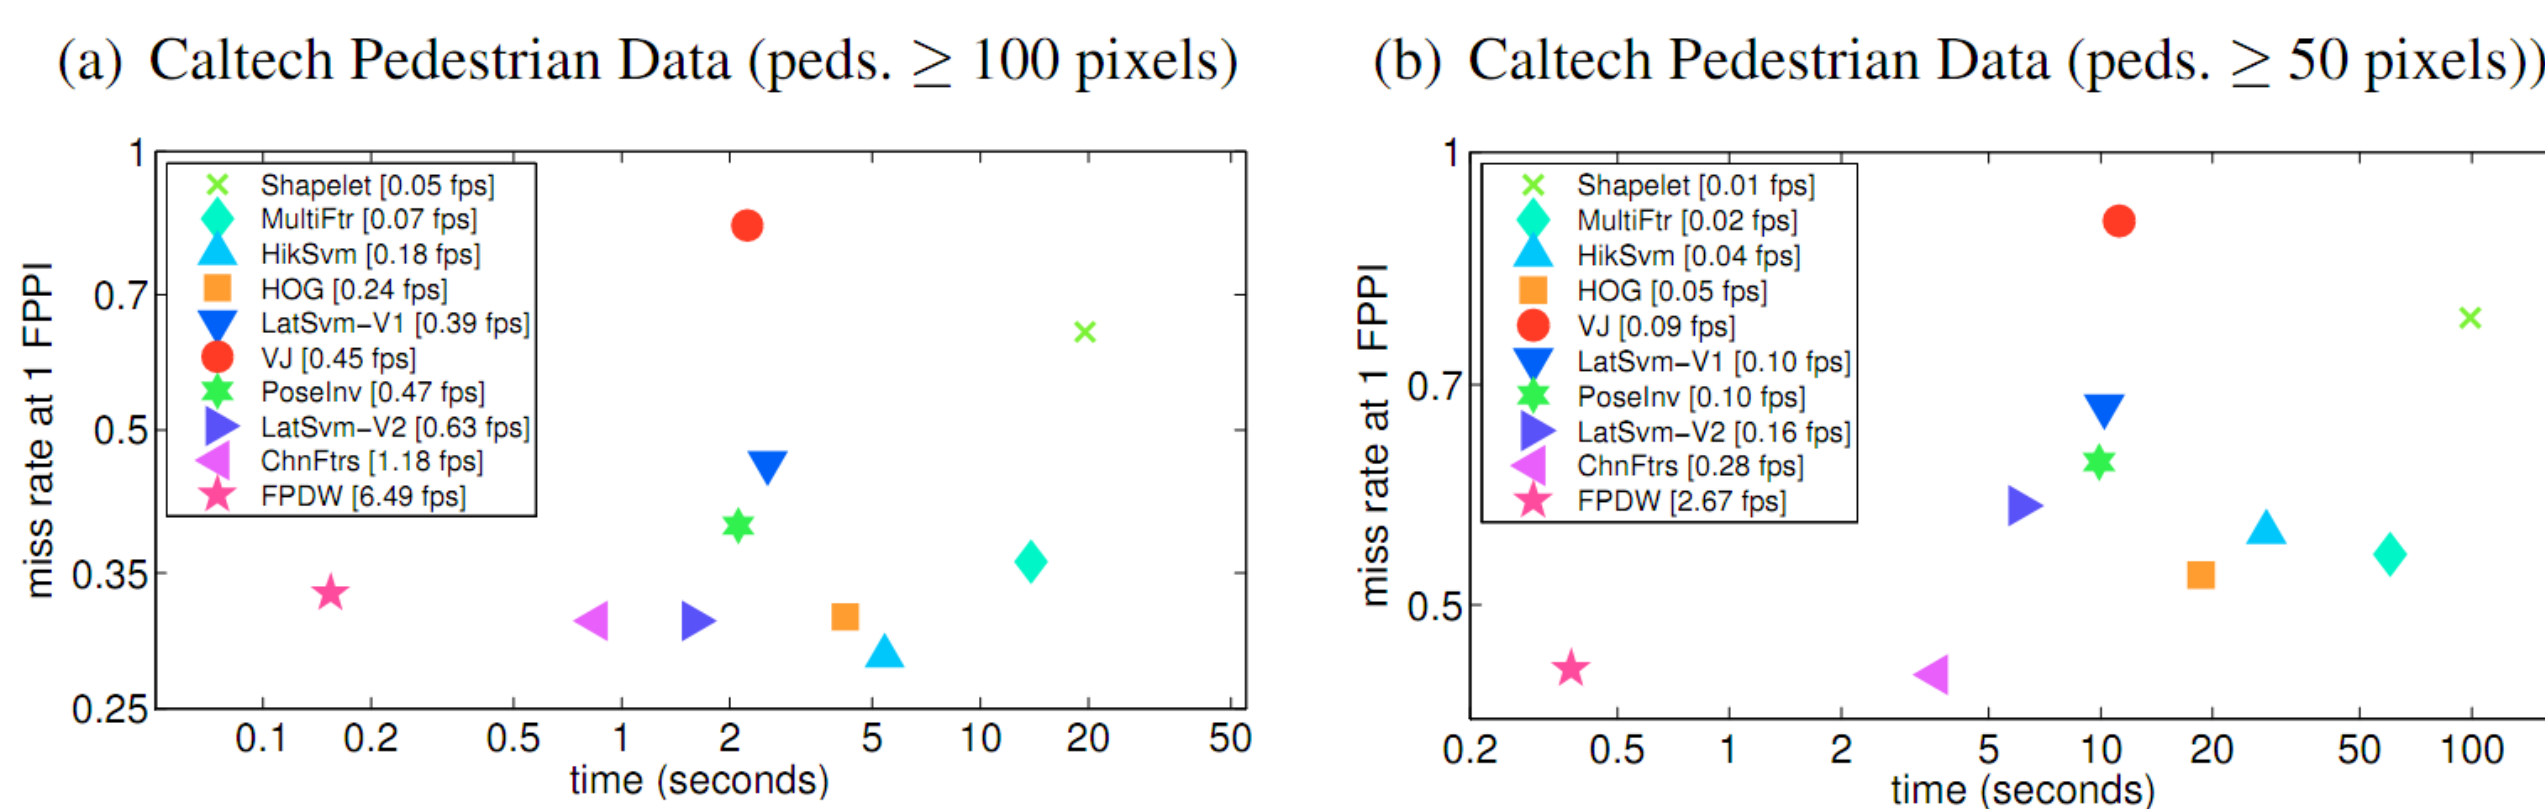 (a) Caltech Pedestrian Data (peds. ≥ 100 pixels)
1
0.7
0.5
0.35
0.25
miss rate at 1 FPPI
Shapelet [0.05 fps]
MultiFtr [0.07 fps]
HikSvm [0.18 fps]
HOG [0.24 fps]
LatSvm−V1 [0.39 fps]
VJ [0.45 fps]
PoseInv [0.47 fps]
LatSvm−V2 [0.63 fps]
ChnFtrs [1.18 fps]
FPDW [6.49 fps]
0.1 0.2 0.5 1 2 5 10 20 50
time (seconds)
(b) Caltech Pedestrian Data (peds. ≥ 50 pixels))
1
0.7
0.5
miss rate at 1 FPPI
Shapelet [0.01 fps]
MultiFtr [0.02 fps]
HikSvm [0.04 fps]
HOG [0.05 fps]
VJ [0.09 fps]
LatSvm−V1 [0.10 fps]
PoseInv [0.10 fps]
LatSvm−V2 [0.16 fps]
ChnFtrs [0.28 fps]
FPDW [2.67 fps]
0.2 0.5 1 2 5 10 20 50 100
time (seconds)